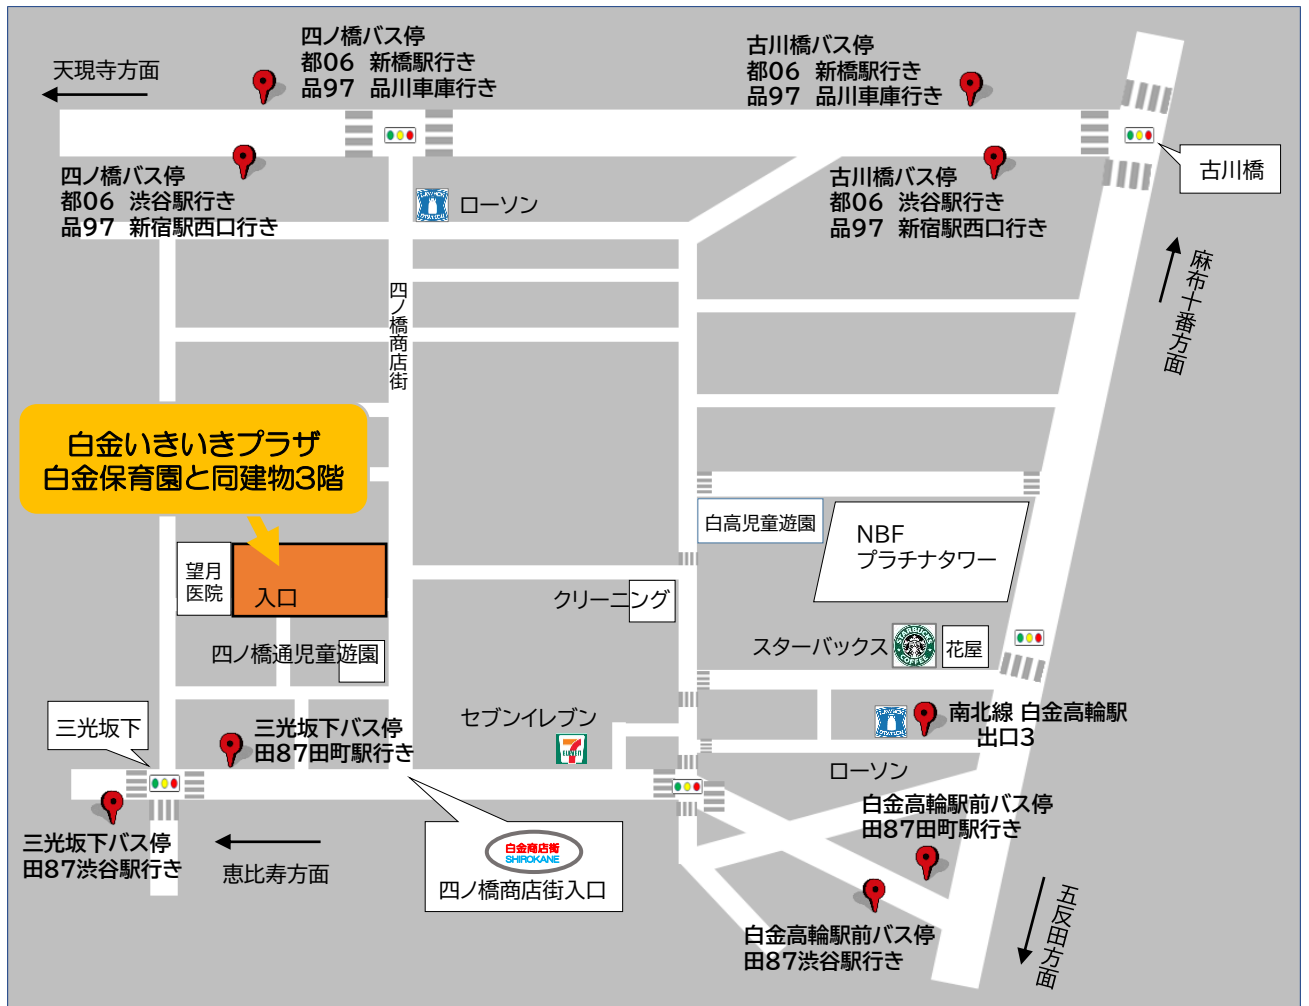 四ノ橋バス停
都06 新橋駅行き
品97 品川車庫行き
古川橋バス停
都06 新橋駅行き
品97 品川車庫行き
天現寺方面
四ノ橋バス停
都06 渋谷駅行き
品97 新宿駅西口行き
ローソン
古川橋バス停
都06 渋谷駅行き
品97 新宿駅西口行き
古川橋
麻布十番方面
四ノ橋商店街
白金いきいきプラザ
白金保育園と同建物3階
白高児童遊園
NBF
プラチナタワー
望月
医院
入口
クリーニング
四ノ橋通児童遊園
スターバックス
STARBUCKS
COFFEE
花屋
三光坂下
三光坂下バス停
田87田町駅行き
セブンイレブン
7
ELEVEN
南北線 白金高輪駅
出口3
ローソン
白金高輪駅前バス停
田87田町駅行き
三光坂下バス停
田87渋谷駅行き
恵比寿方面
白金商店街
SHIROKANE
四ノ橋商店街入口
白金高輪駅前バス停
田87渋谷駅行き
五反田方面